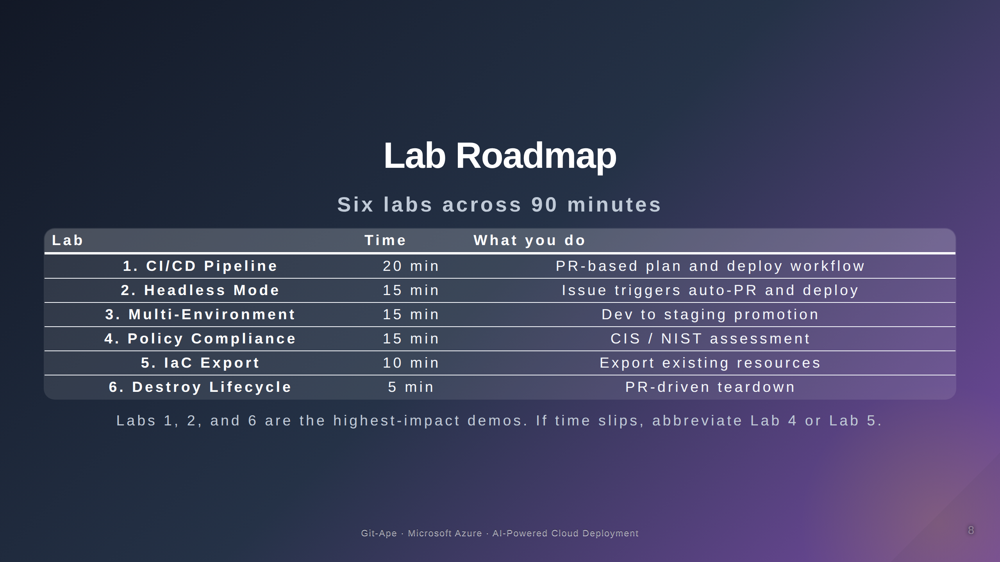 Lab Roadmap
Six labs across 90 minutes
Lab Time What you do
1. CI/CD Pipeline 20 min PR-based plan and deploy workflow
2. Headless Mode 15 min Issue triggers auto-PR and deploy
3. Multi-Environment 15 min Dev to staging promotion
4. Policy Compliance 15 min CIS / NIST assessment
5. IaC Export 10 min Export existing resources
6. Destroy Lifecycle 5 min PR-driven teardown
Labs 1, 2, and 6 are the highest-impact demos. If time slips, abbreviate Lab 4 or Lab 5.
Git-Ape · Microsoft Azure · AI-Powered Cloud Deployment
8